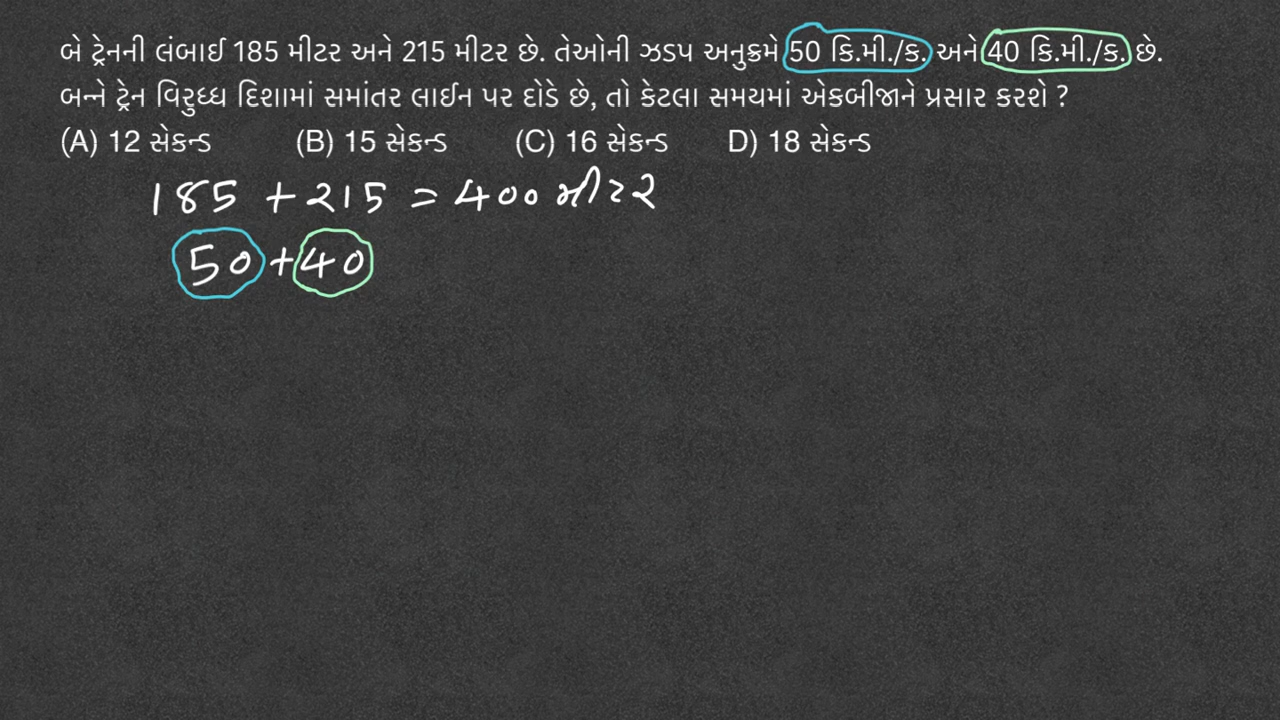 બે ટ્રેનની લંબાઈ 185 મીટર અને 215 મીટર છે. તેઓની ઝડપ અનુક્રમે 50 કિ.મી./ક. અને 40 કિ.મી./ક. છે.
બન્ને ટ્રેન વિરુધ્ધ દિશામાં સમાંતર લાઈન પર દોડે છે, તો કેટલા સમયમાં એકબીજાને પ્રસાર કરશે ?
(A) 12 સેકન્ડ (B) 15 સેકન્ડ (C) 16 સેકન્ડ D) 18 સેકન્ડ
185 + 215 = 400 મીટર
50 + 40